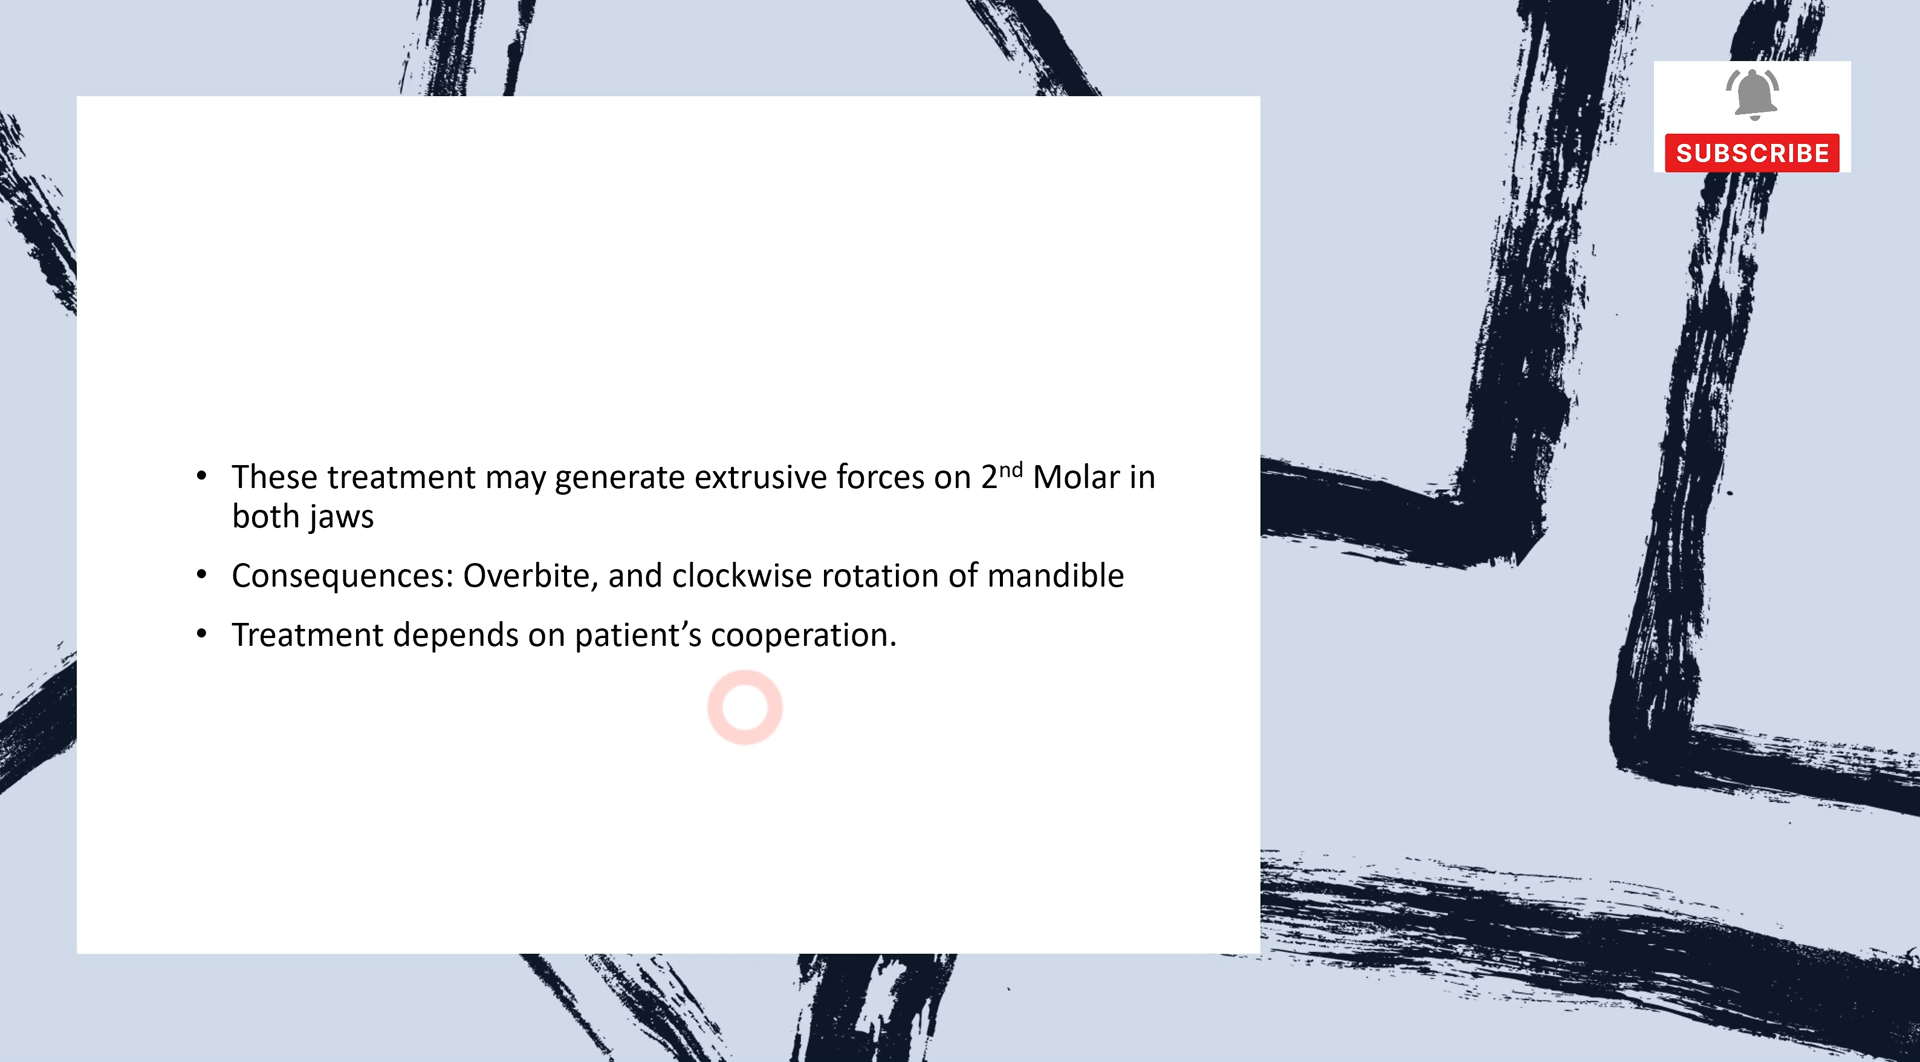 SUBSCRIBE
• These treatment may generate extrusive forces on 2nd Molar in
both jaws
• Consequences: Overbite, and clockwise rotation of mandible
• Treatment depends on patient’s cooperation.